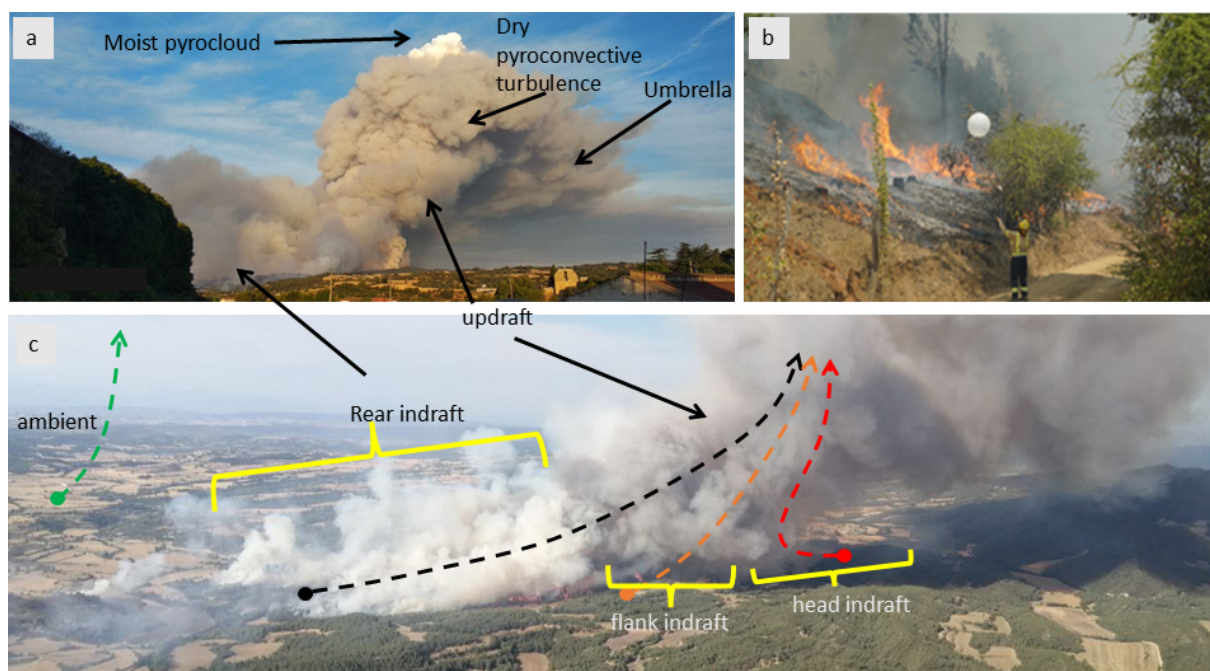 a
Moist pyrocloud
Dry
pyroconvective
turbulence
Umbrella
b
updraft
c
ambient
Rear indraft
flank indraft
head indraft